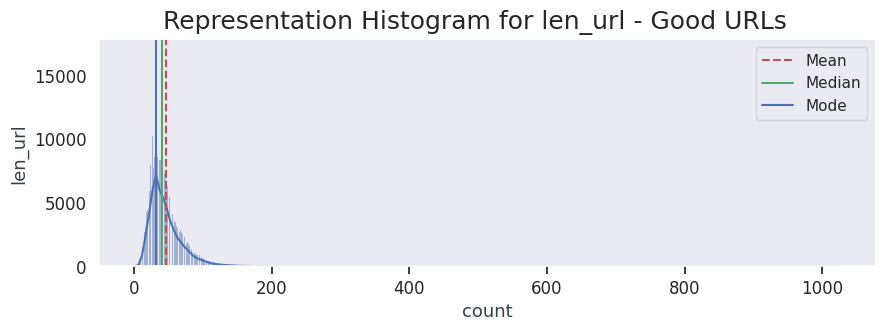 Representation Histogram for len_url - Good URLs
15000
10000
5000
0
len_url
Mean
Median
Mode
0 200 400 600 800 1000
count